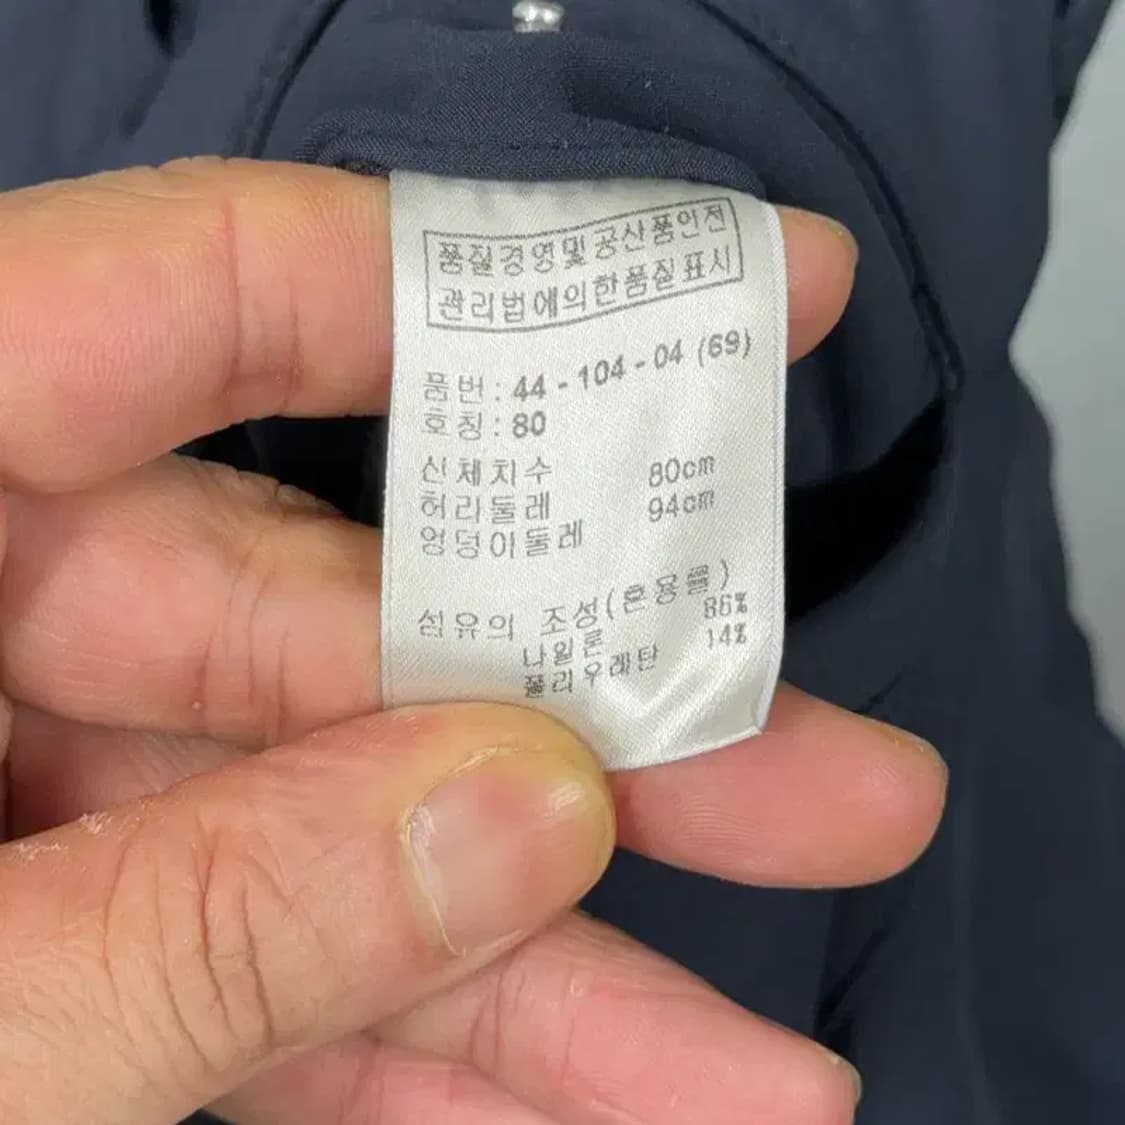 품질경영및공산품안전
관리법에의한품질표시
품번 : 44 - 104 - 04 (69)
호칭 : 80
신체치수 80cm
허리둘레 94cm
엉덩이둘레
섬유의 조성(혼용률) 86%
나일론 14%
폴리우레탄